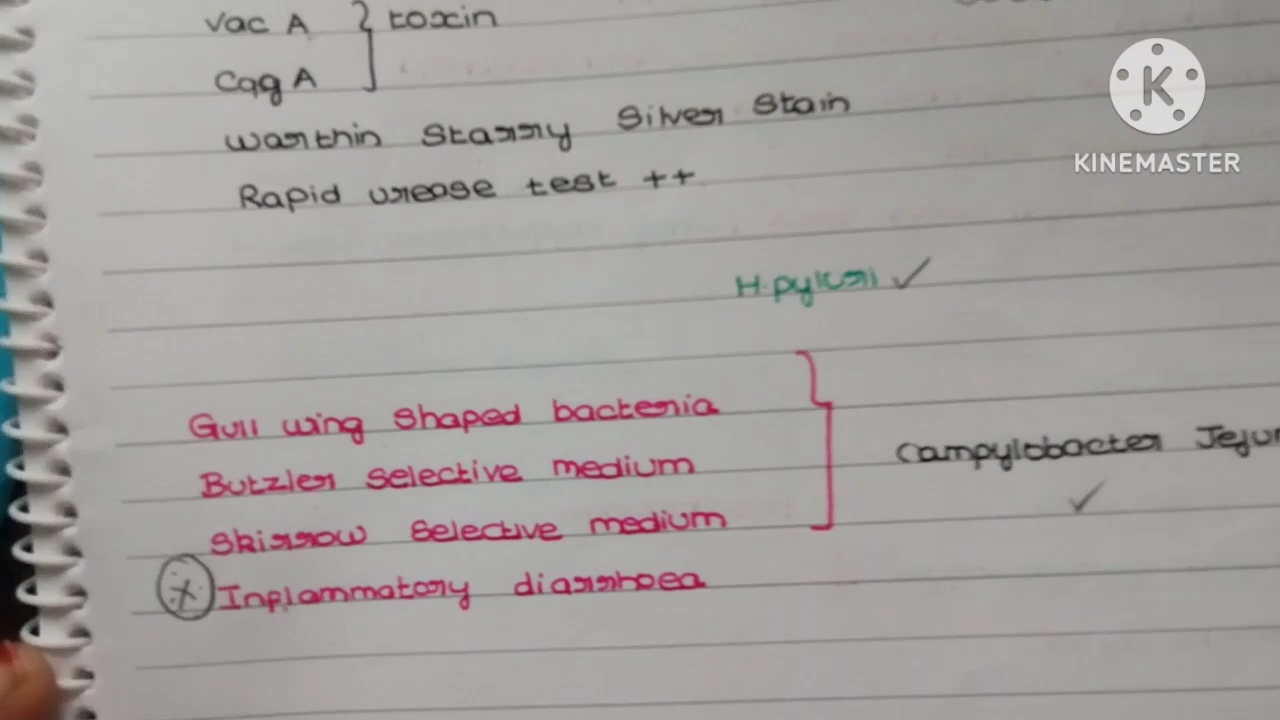 Vac A } toxin
Cag A
Warthin Starry Silver Stain
Rapid urease test ++
H. pylori ✓
Gull wing shaped bacteria
Butzler selective medium
Skirrow selective medium
Campylobacter Jeju
✓
Inflammatory diarrhoea
KINEMASTER